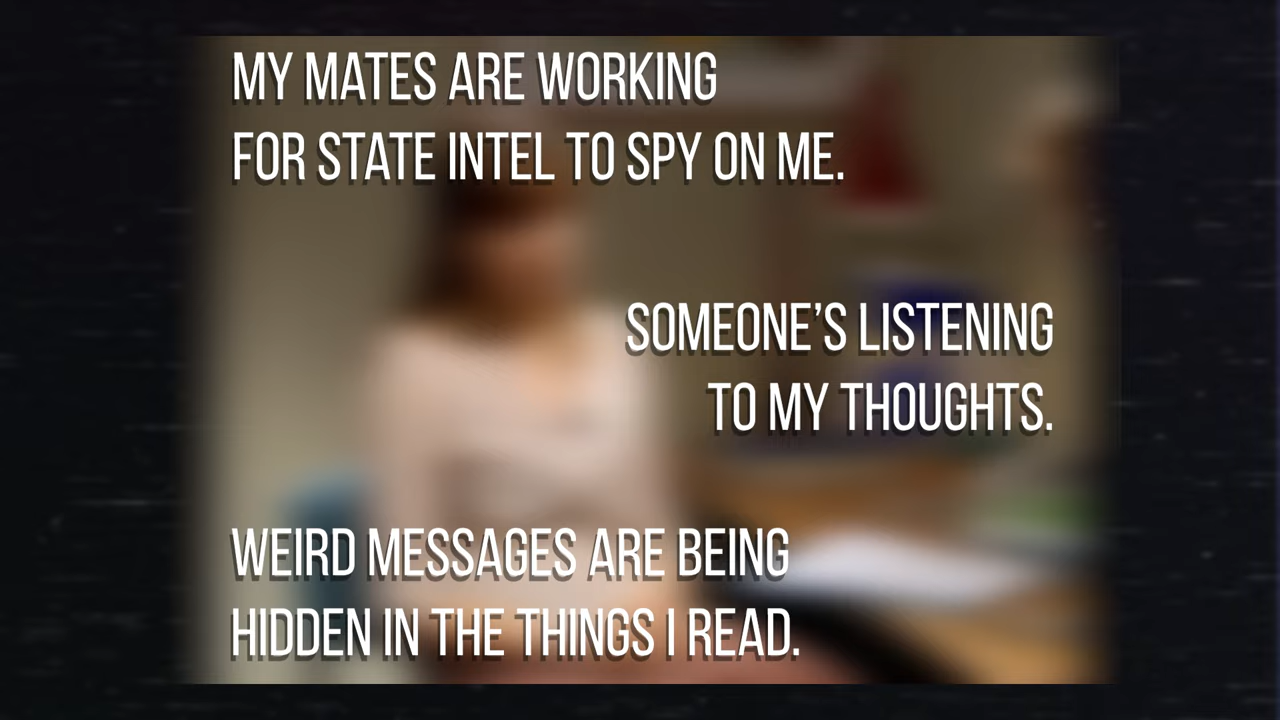 MY MATES ARE WORKING
FOR STATE INTEL TO SPY ON ME.
SOMEONE’S LISTENING
TO MY THOUGHTS.
WEIRD MESSAGES ARE BEING
HIDDEN IN THE THINGS I READ.